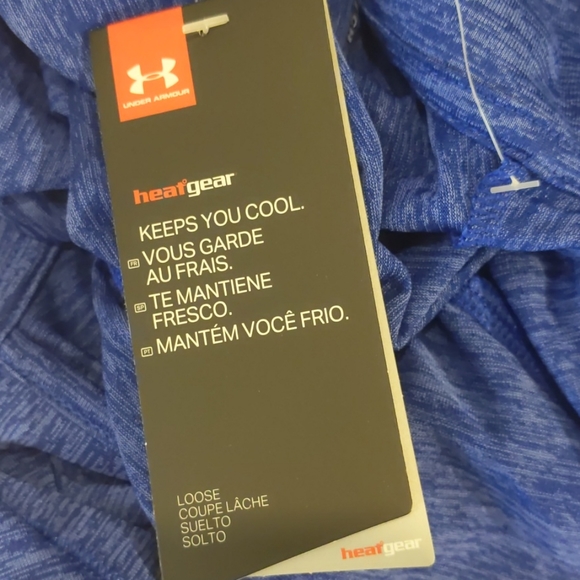 UNDER ARMOUR
heatgear
KEEPS YOU COOL.
FR VOUS GARDE
AU FRAIS.
SP TE MANTIENE
FRESCO.
PT MANTÉM VOCÊ FRIO.
LOOSE
COUPE LÂCHE
SUELTO
SOLTO
heatgear